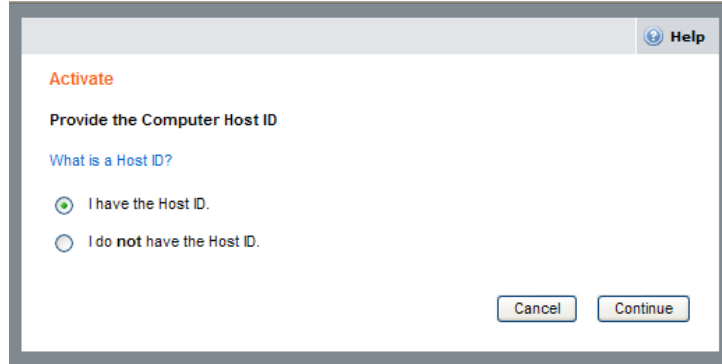 Help
Activate
Provide the Computer Host ID
What is a Host ID?
I have the Host ID.
I do not have the Host ID.
Cancel Continue